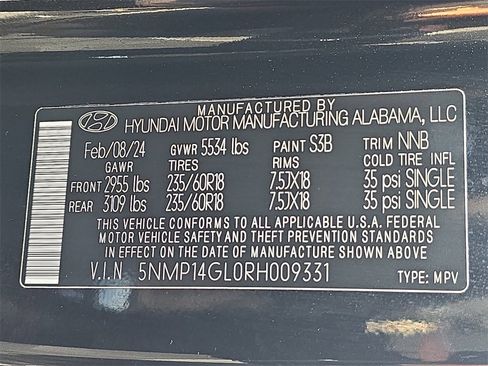 MANUFACTURED BY
HYUNDAI MOTOR MANUFACTURING ALABAMA, LLC
Feb/08/24 GVWR 5534 lbs PAINT S3B TRIM NNB
GAWR TIRES RIMS COLD TIRE INFL
FRONT 2955 lbs 235/60R18 7.5JX18 35 psi SINGLE
REAR 3109 lbs 235/60R18 7.5JX18 35 psi SINGLE
THIS VEHICLE CONFORMS TO ALL APPLICABLE U.S.A. FEDERAL
MOTOR VEHICLE SAFETY AND THEFT PREVENTION STANDARDS
IN EFFECT ON THE DATE OF MANUFACTURE SHOWN ABOVE
V.I.N 5NMP14GL0RH009331 TYPE: MPV